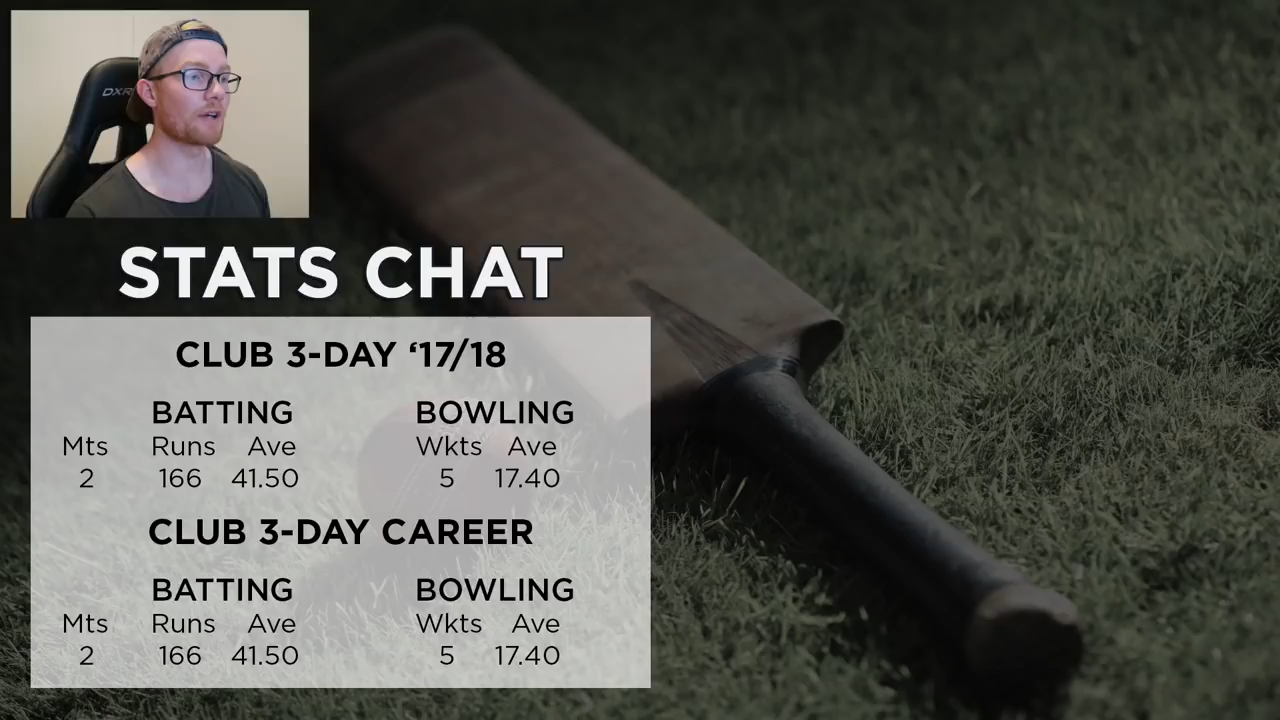 DXR
STATS CHAT
CLUB 3-DAY ‘17/18
BATTING BOWLING
Mts Runs Ave Wkts Ave
2 166 41.50 5 17.40
CLUB 3-DAY CAREER
BATTING BOWLING
Mts Runs Ave Wkts Ave
2 166 41.50 5 17.40